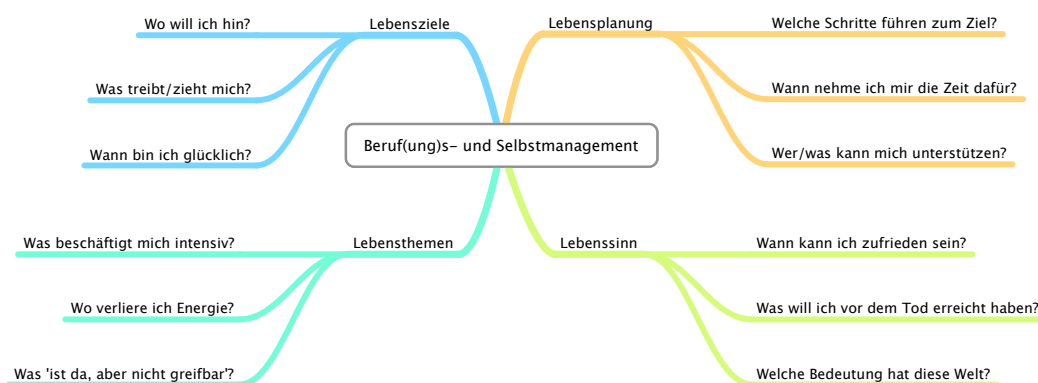 Beruf(ung)s- und Selbstmanagement
Lebensziele
Wo will ich hin?
Was treibt/zieht mich?
Wann bin ich glücklich?
Lebensplanung
Welche Schritte führen zum Ziel?
Wann nehme ich mir die Zeit dafür?
Wer/was kann mich unterstützen?
Lebensthemen
Was beschäftigt mich intensiv?
Wo verliere ich Energie?
Was 'ist da, aber nicht greifbar'?
Lebenssinn
Wann kann ich zufrieden sein?
Was will ich vor dem Tod erreicht haben?
Welche Bedeutung hat diese Welt?